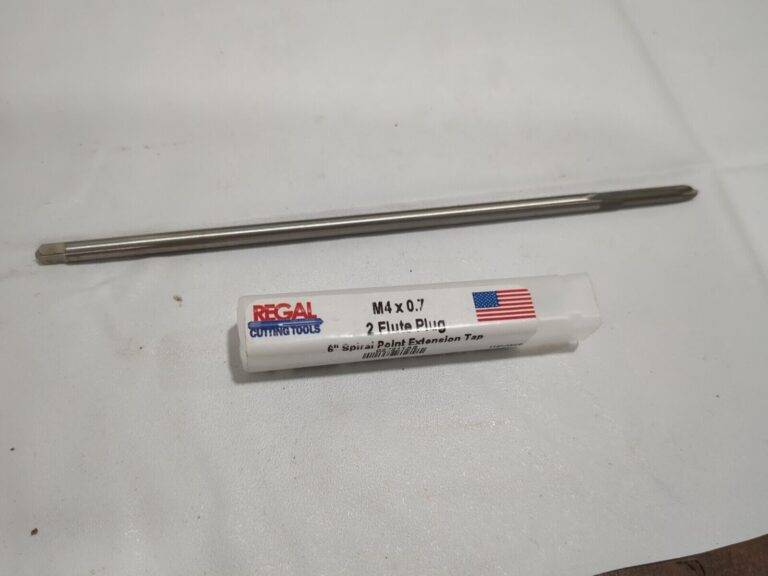 REGAL
CUTTING TOOLS
M4 x 0.7
2 Flute Plug
6" Spiral Point Extension Tap